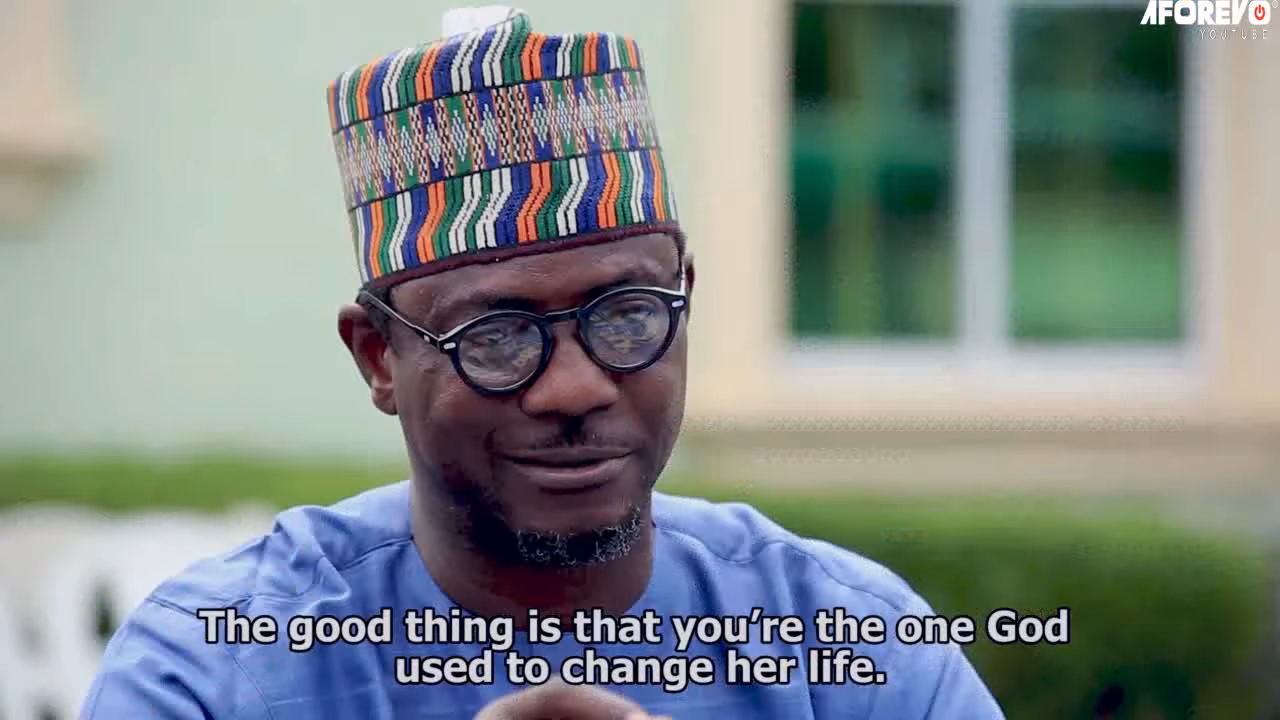 AFOREVO
YOUTUBE
The good thing is that you're the one God
used to change her life.